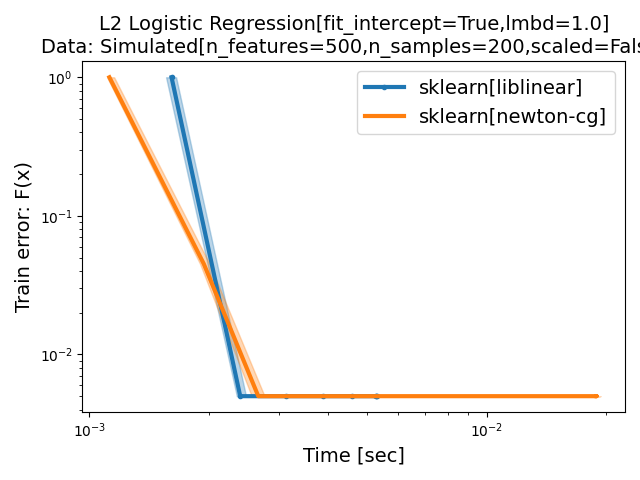 L2 Logistic Regression[fit_intercept=True,lmbd=1.0]
Data: Simulated[n_features=500,n_samples=200,scaled=Fals
sklearn[liblinear]
sklearn[newton-cg]
10⁰
10⁻¹
10⁻²
Train error: F(x)
10⁻³
10⁻²
Time [sec]